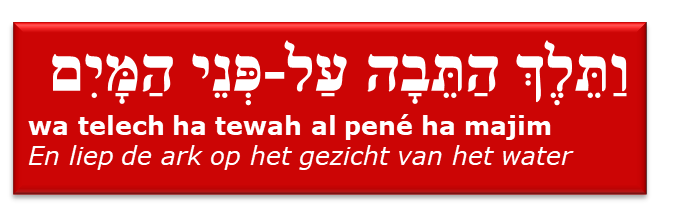 וַתֵּלֶךְ הַתֵּבָה עַל-פְּנֵי הַמָּיִם
wa telech ha tewah al pené ha majim
En liep de ark op het gezicht van het water